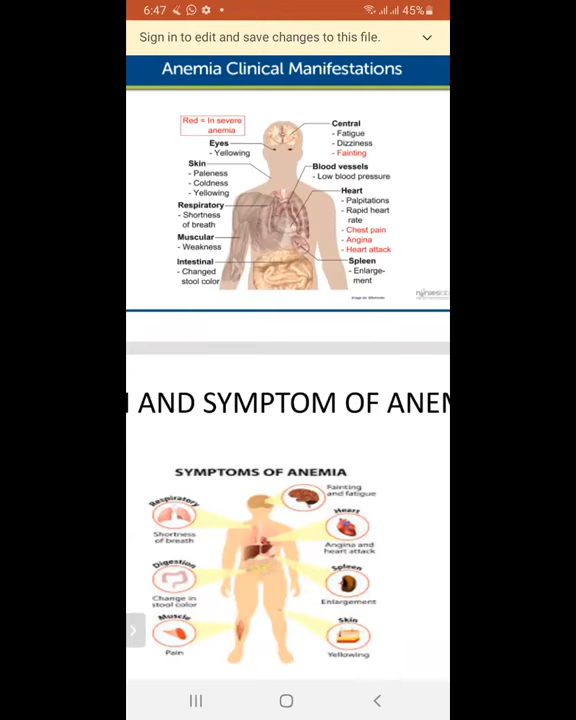 6:47
45%
Sign in to edit and save changes to this file.
Anemia Clinical Manifestations
Red = In severe
anemia
Eyes
- Yellowing
Skin
- Paleness
- Coldness
- Yellowing
Respiratory
- Shortness
of breath
Muscular
- Weakness
Intestinal
- Changed
stool color
Central
- Fatigue
- Dizziness
- Fainting
Blood vessels
- Low blood pressure
Heart
- Palpitations
- Rapid heart
rate
- Chest pain
- Angina
- Heart attack
Spleen
- Enlarge-
ment
AND SYMPTOM OF ANEM
SYMPTOMS OF ANEMIA
Respiratory
Shortness
of breath
Digestion
Change in
stool color
Muscle
Pain
Fainting
and fatigue
Heart
Angina and
heart attack
Spleen
Enlargement
Skin
Yellowing